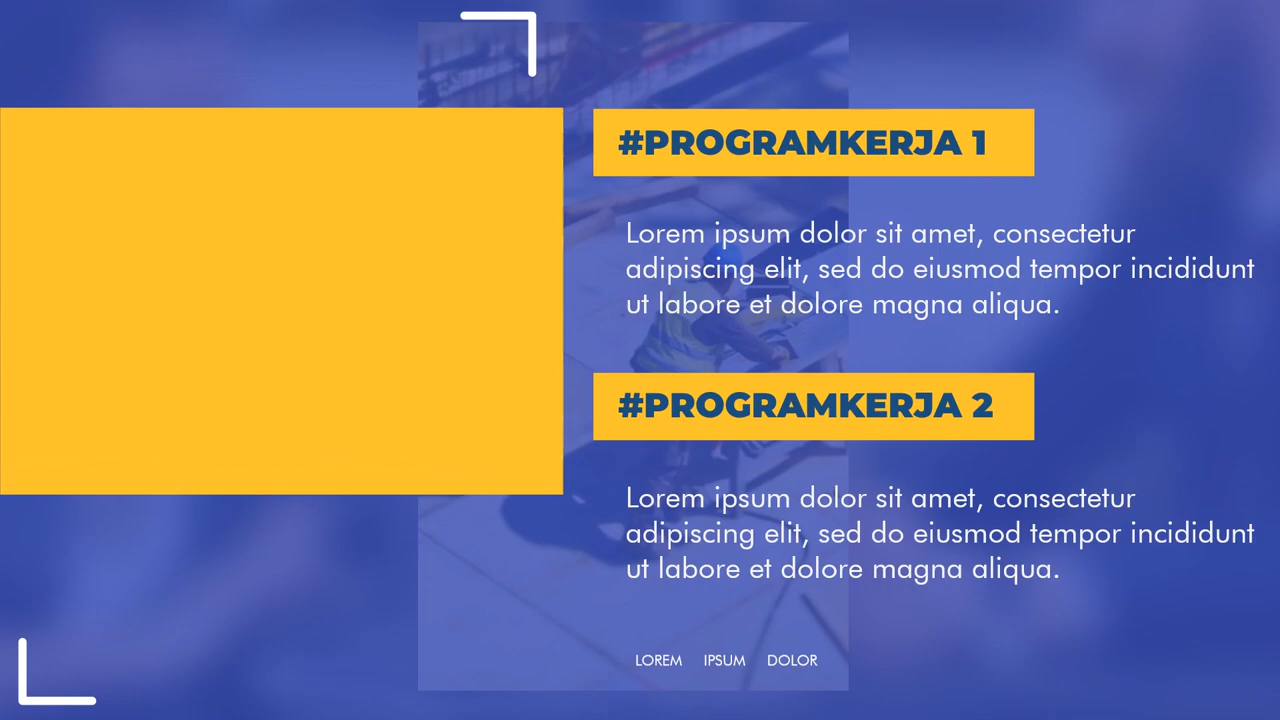 #PROGRAMKERJA 1
Lorem ipsum dolor sit amet, consectetur
adipiscing elit, sed do eiusmod tempor incididunt
ut labore et dolore magna aliqua.
#PROGRAMKERJA 2
Lorem ipsum dolor sit amet, consectetur
adipiscing elit, sed do eiusmod tempor incididunt
ut labore et dolore magna aliqua.
LOREM IPSUM DOLOR